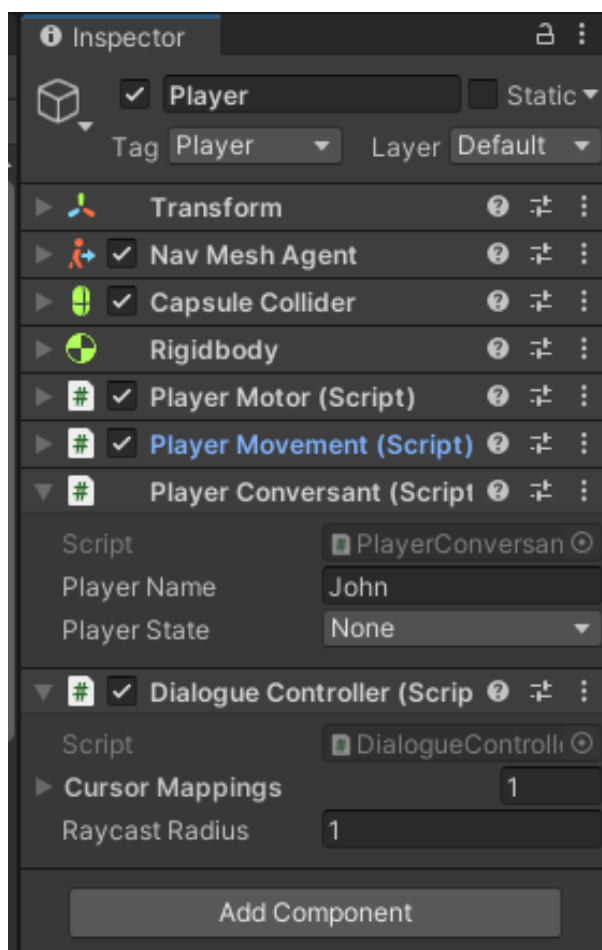 Inspector
Player Static
Tag Player Layer Default
Transform
Nav Mesh Agent
Capsule Collider
Rigidbody
# Player Motor (Script)
# Player Movement (Script)
# Player Conversant (Script
Script # PlayerConversan
Player Name John
Player State None
# Dialogue Controller (Scrip
Script # DialogueControll
Cursor Mappings 1
Raycast Radius 1
Add Component